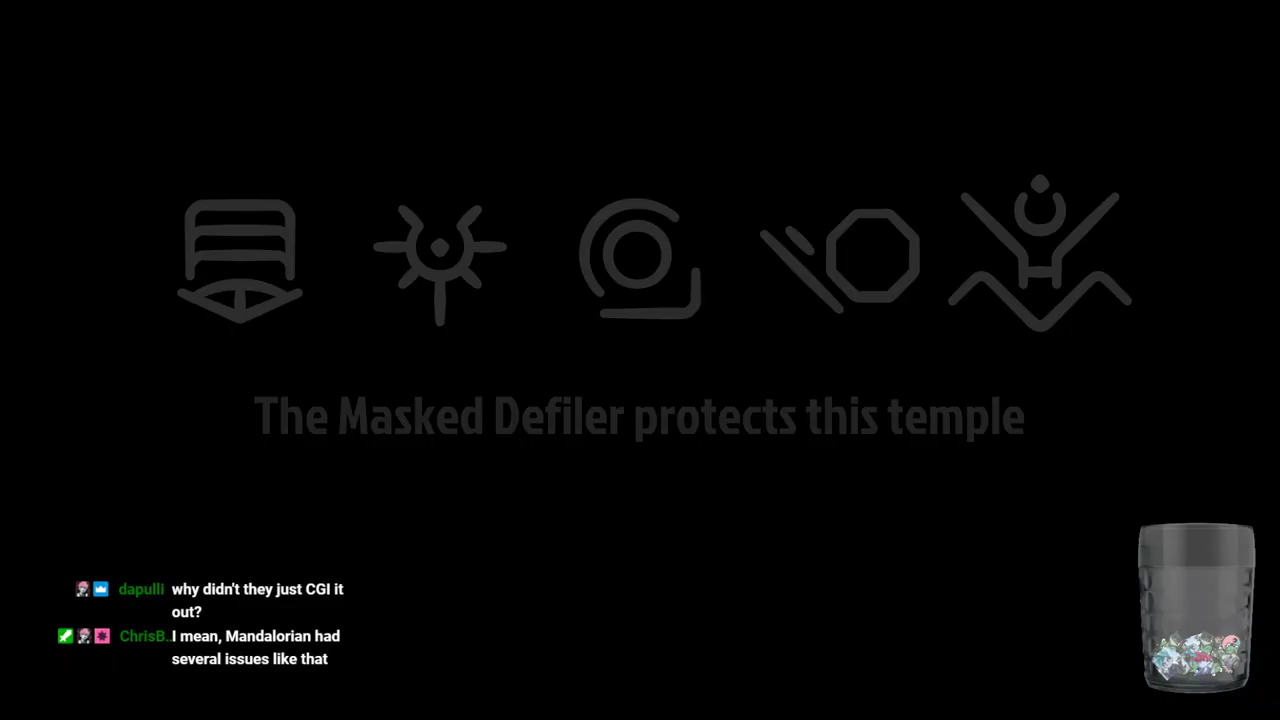 The Masked Defiler protects this temple
dapulli why didn't they just CGI it
out?
ChrisB.. I mean, Mandalorian had
several issues like that